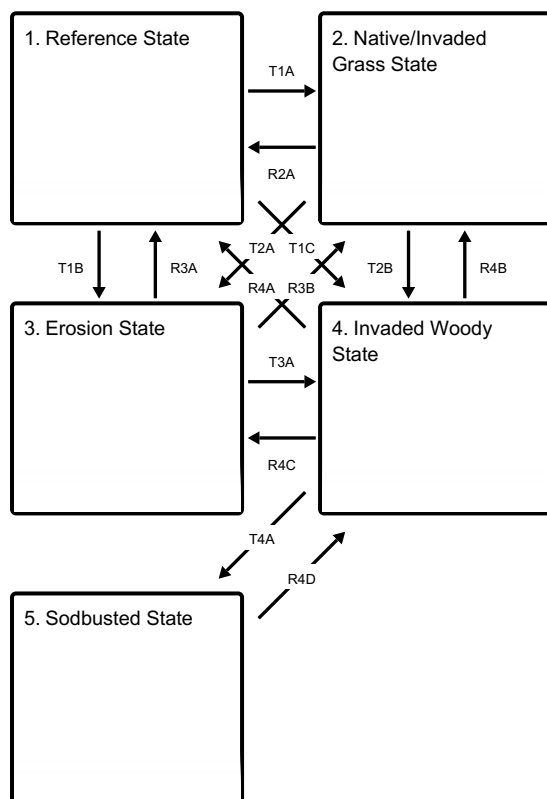 1. Reference State
2. Native/Invaded
Grass State
T1A
R2A
T2A
T1C
T1B
R3A
R4A
R3B
T2B
R4B
3. Erosion State
4. Invaded Woody
State
T3A
R4C
T4A
R4D
5. Sodbusted State